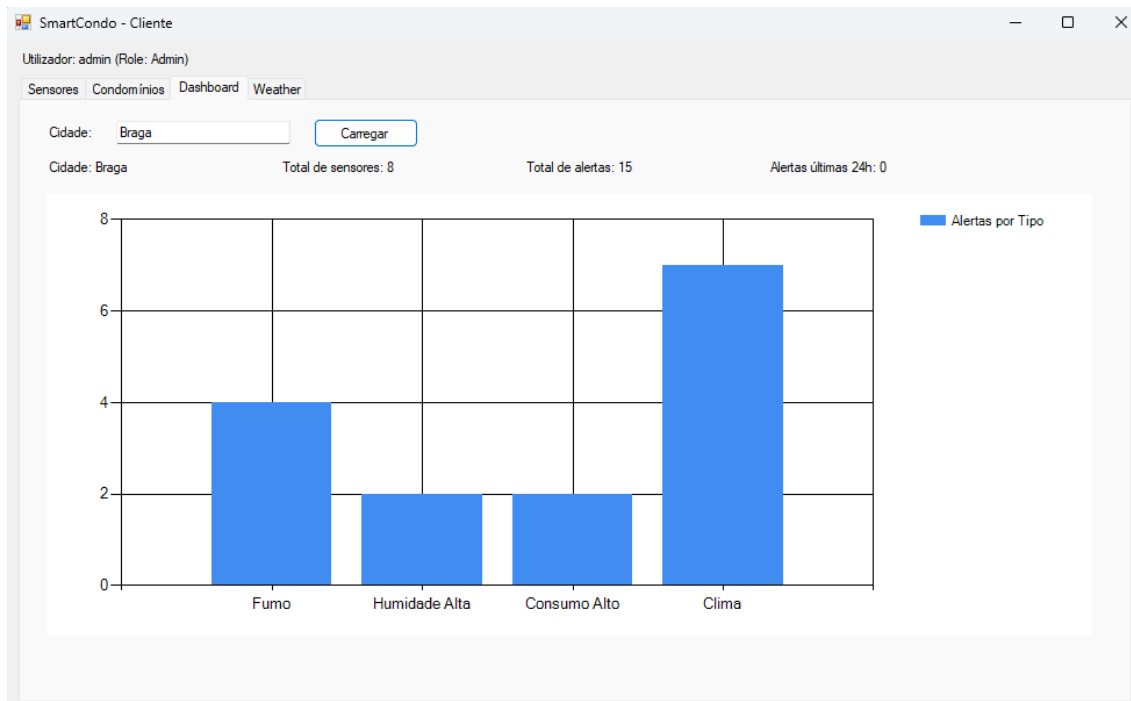 SmartCondo - Cliente
Utilizador: admin (Role: Admin)
Sensores Condomínios Dashboard Weather
Cidade: Braga Carregar
Cidade: Braga Total de sensores: 8 Total de alertas: 15 Alertas últimas 24h: 0
Alertas por Tipo
8
6
4
2
0
Fumo Humidade Alta Consumo Alto Clima